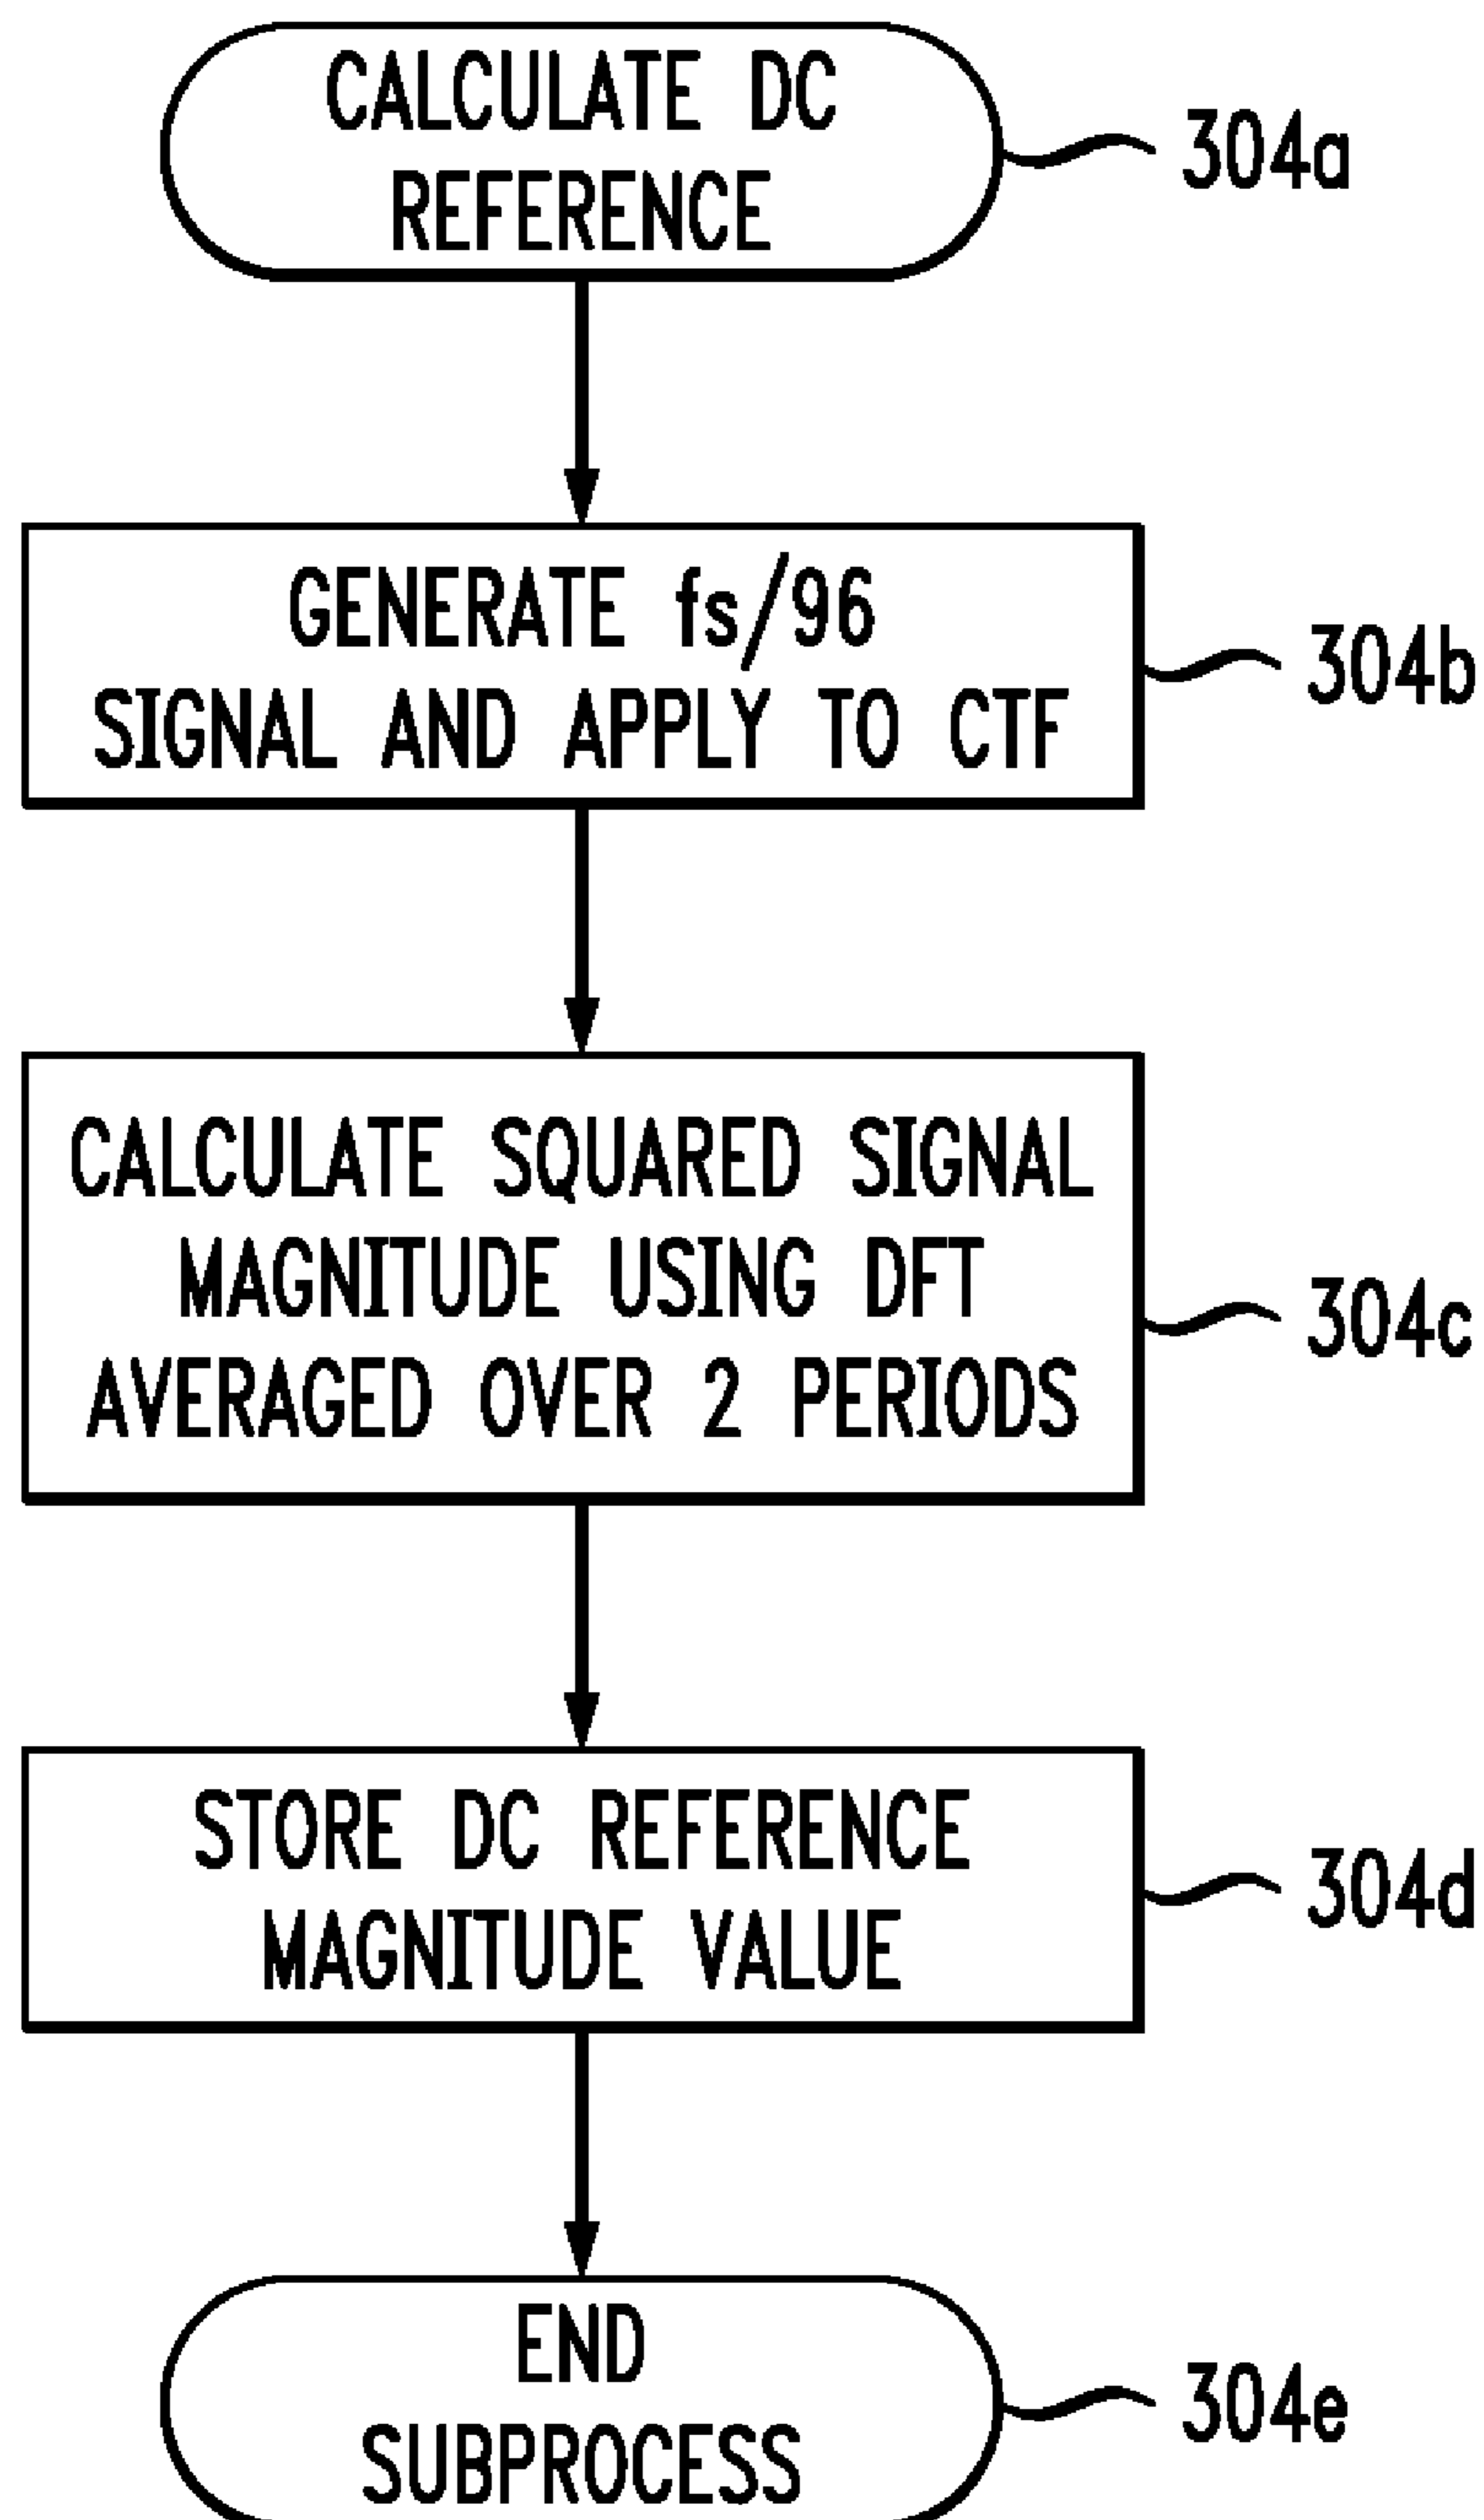 CALCULATE DC
REFERENCE
304a
GENERATE fs/96
SIGNAL AND APPLY TO CTF
304b
CALCULATE SQUARED SIGNAL
MAGNITUDE USING DFT
AVERAGED OVER 2 PERIODS
304c
STORE DC REFERENCE
MAGNITUDE VALUE
304d
END
SUBPROCESS
304e